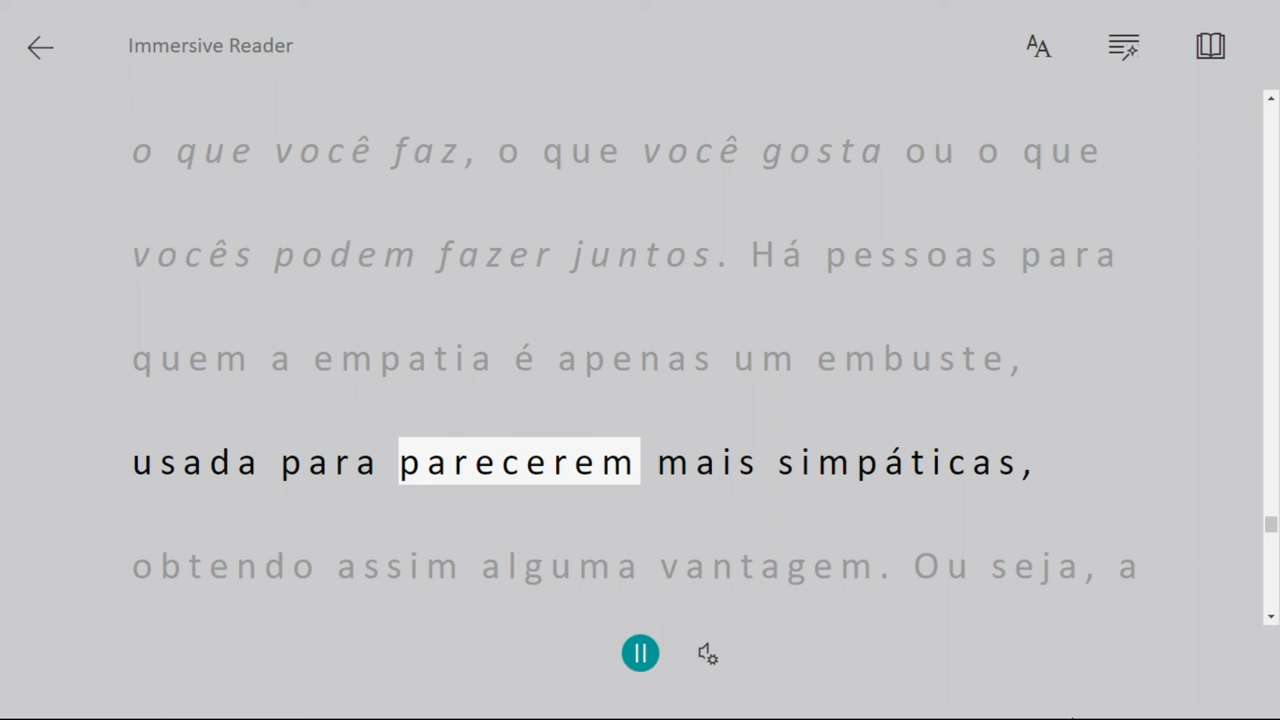 Immersive Reader
o que você faz, o que você gosta ou o que
vocês podem fazer juntos. Há pessoas para
quem a empatia é apenas um embuste,
usada para parecerem mais simpáticas,
obtendo assim alguma vantagem. Ou seja, a